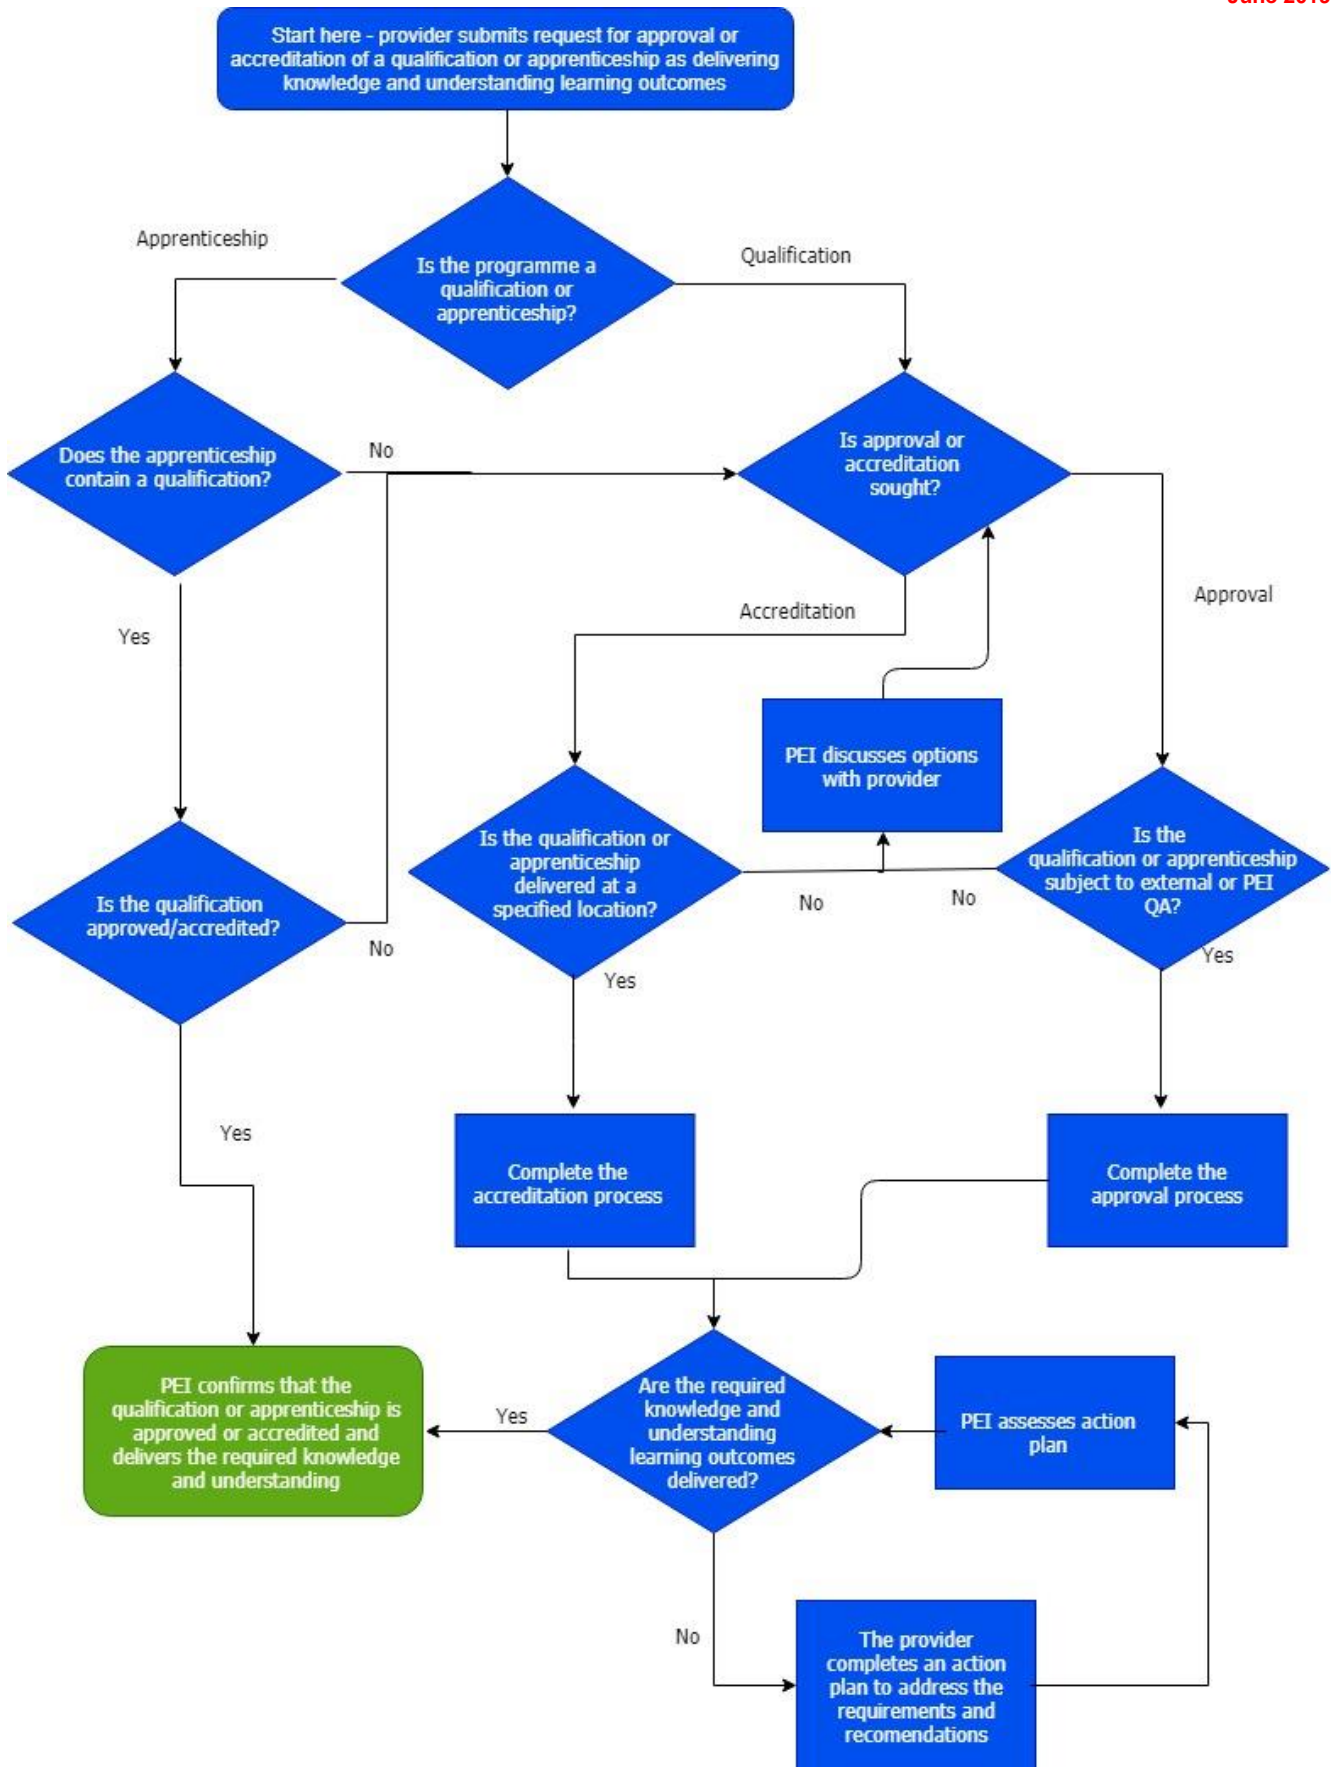 Start here - provider submits request for approval or
accreditation of a qualification or apprenticeship as delivering
knowledge and understanding learning outcomes
Apprenticeship
Qualification
Is the programme a
qualification or
apprenticeship?
Does the apprenticeship
contain a qualification?
No
Is approval or
accreditation
sought?
Yes
Accreditation
Approval
PEI discusses options
with provider
Is the qualification
approved/accredited?
No
Is the qualification or
apprenticeship
delivered at a
specified location?
No
No
Is the
qualification or apprenticeship
subject to external or PEI
QA?
Yes
Yes
Yes
Complete the
accreditation process
Complete the
approval process
PEI confirms that the
qualification or apprenticeship is
approved or accredited and
delivers the required knowledge
and understanding
Yes
Are the required
knowledge and
understanding
learning outcomes
delivered?
PEI assesses action
plan
No
The provider
completes an action
plan to address the
requirements and
recomendations